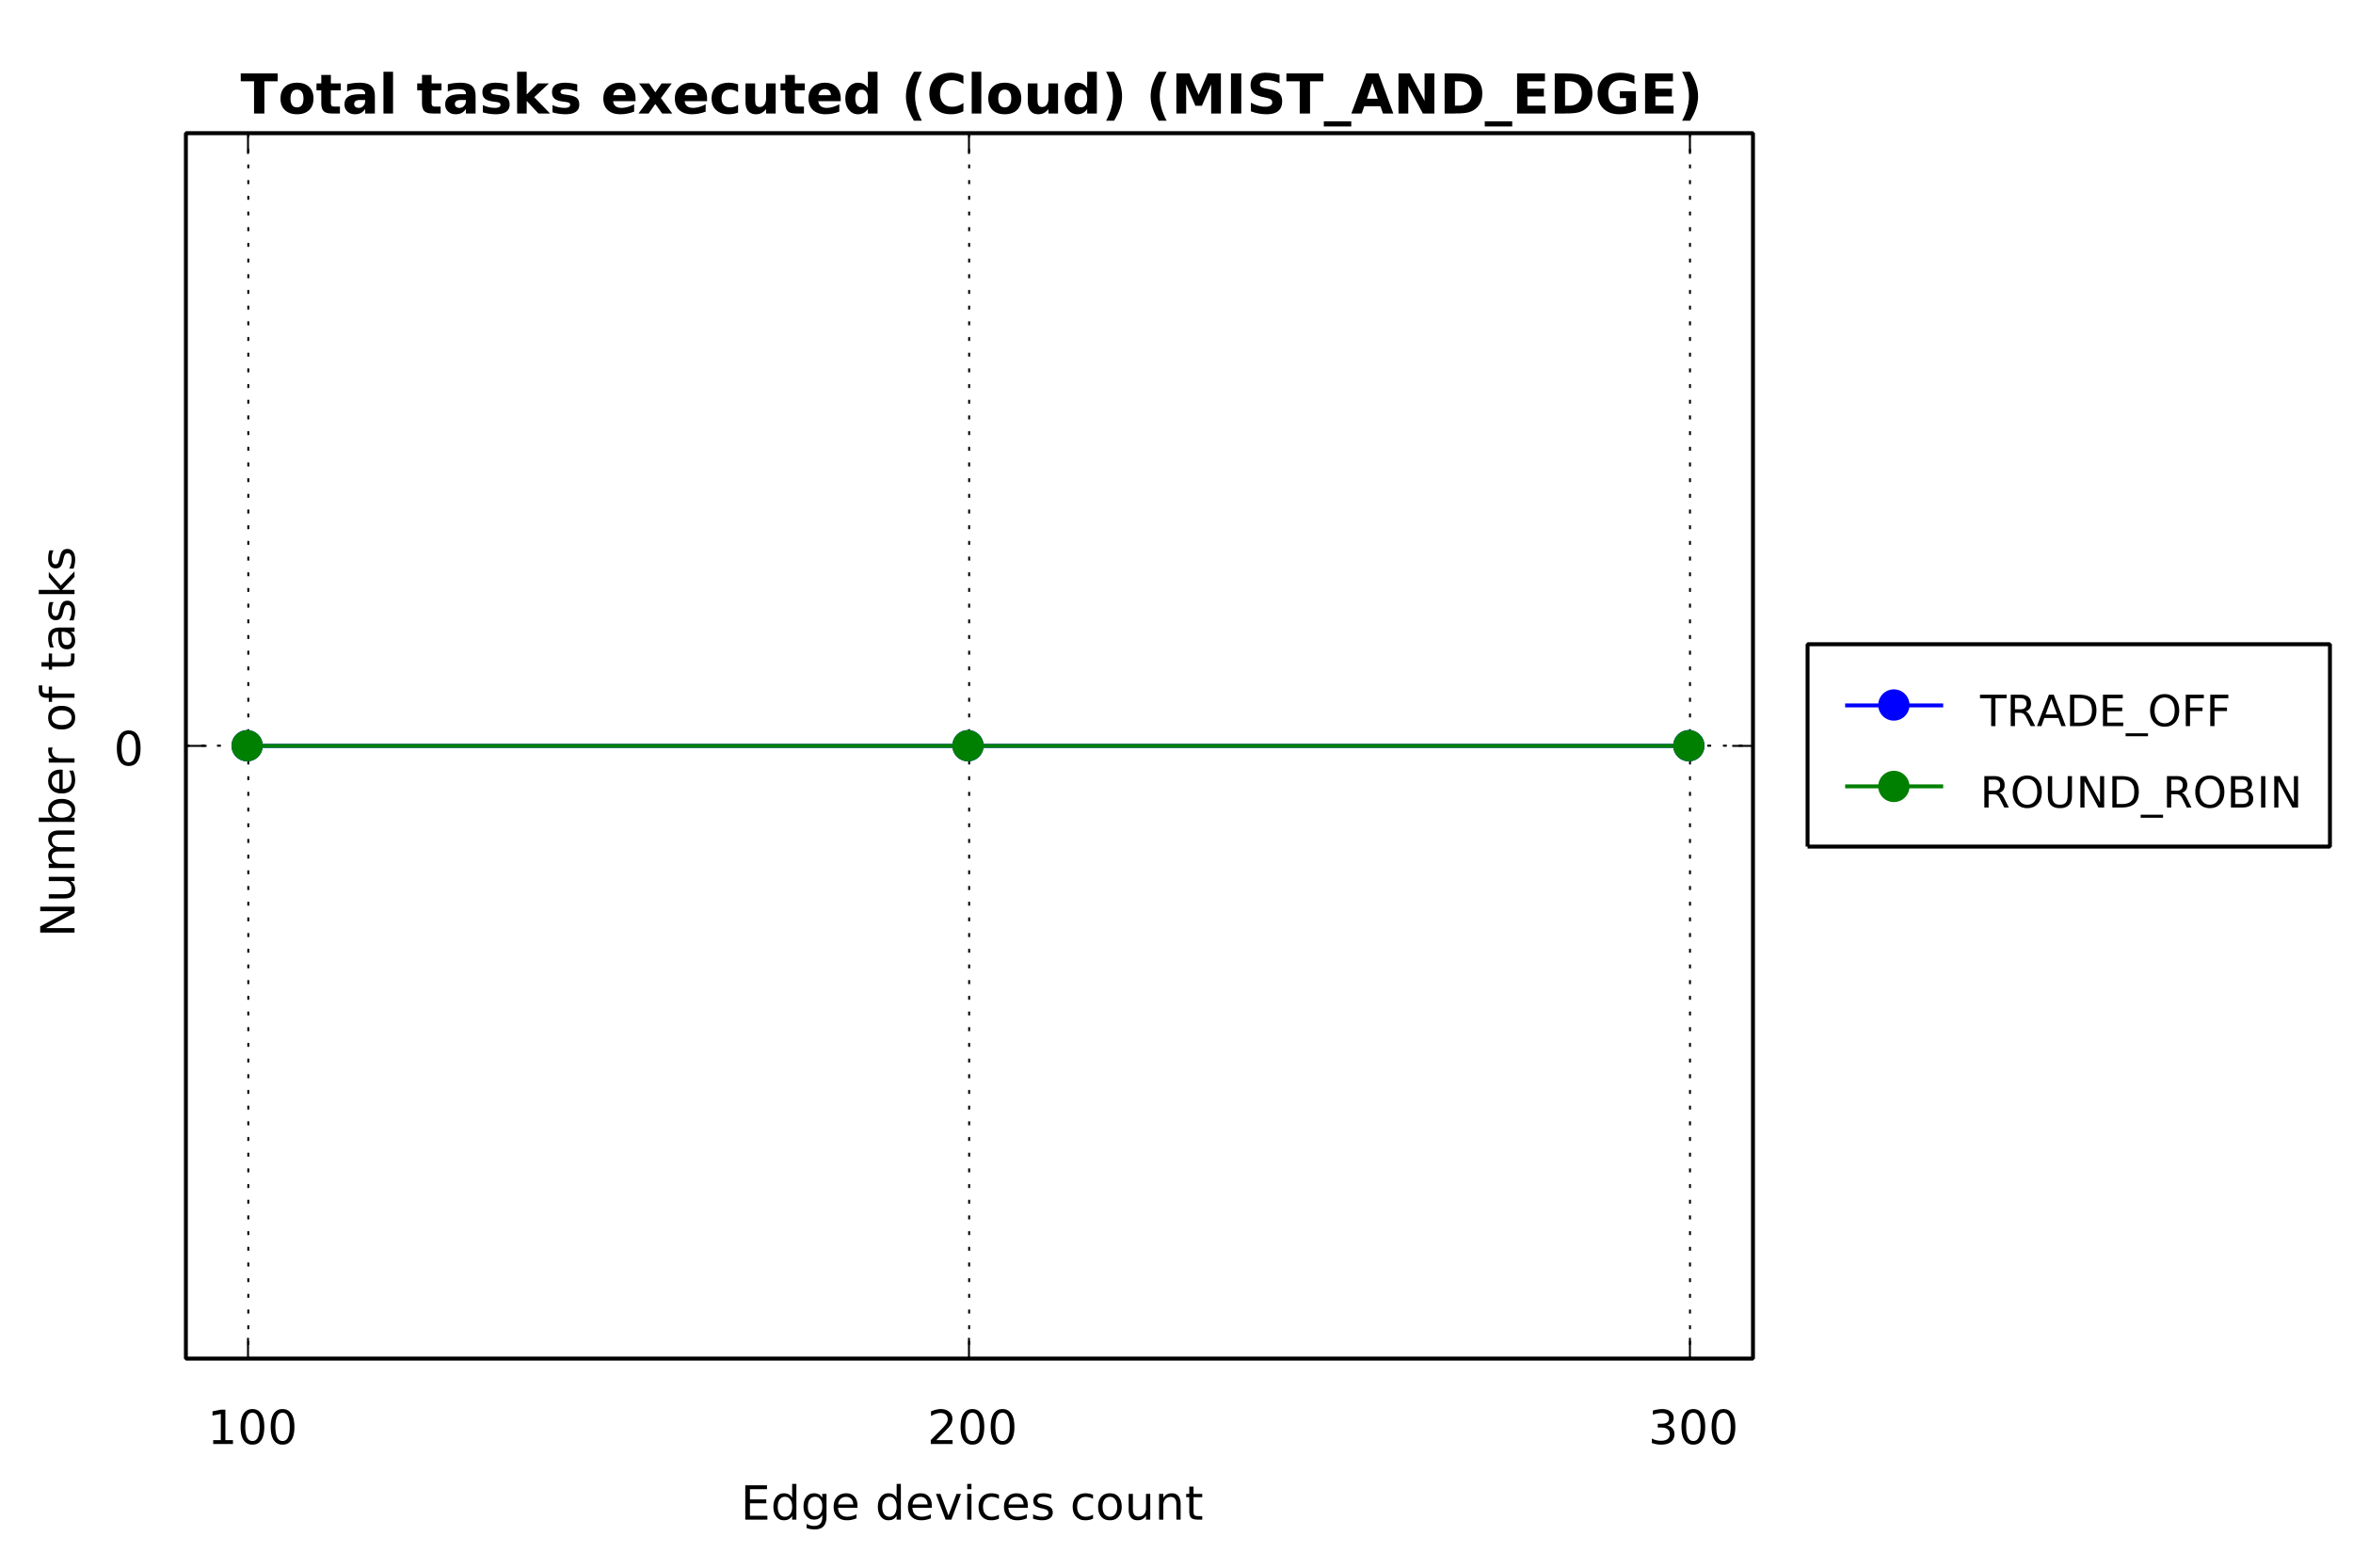 Total tasks executed (Cloud) (MIST_AND_EDGE)
Number of tasks
0
TRADE_OFF
ROUND_ROBIN
100 200 300
Edge devices count